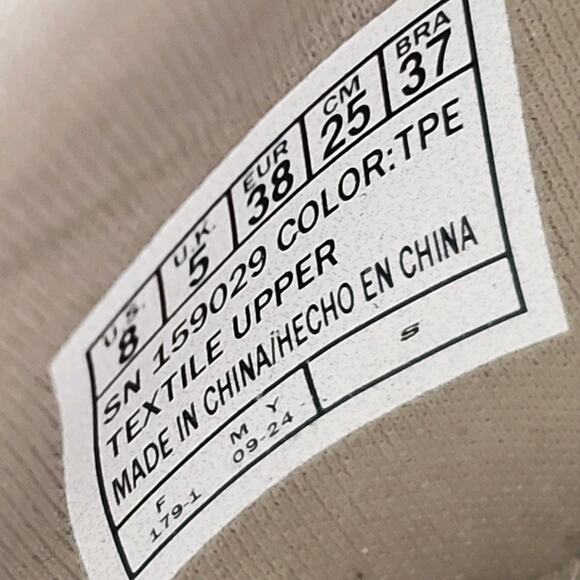 U.S. U.K. EUR CM BRA
8 5 38 25 37
SN 159029 COLOR:TPE
TEXTILE UPPER
MADE IN CHINA/HECHO EN CHINA
F M Y S
179-1 09-24